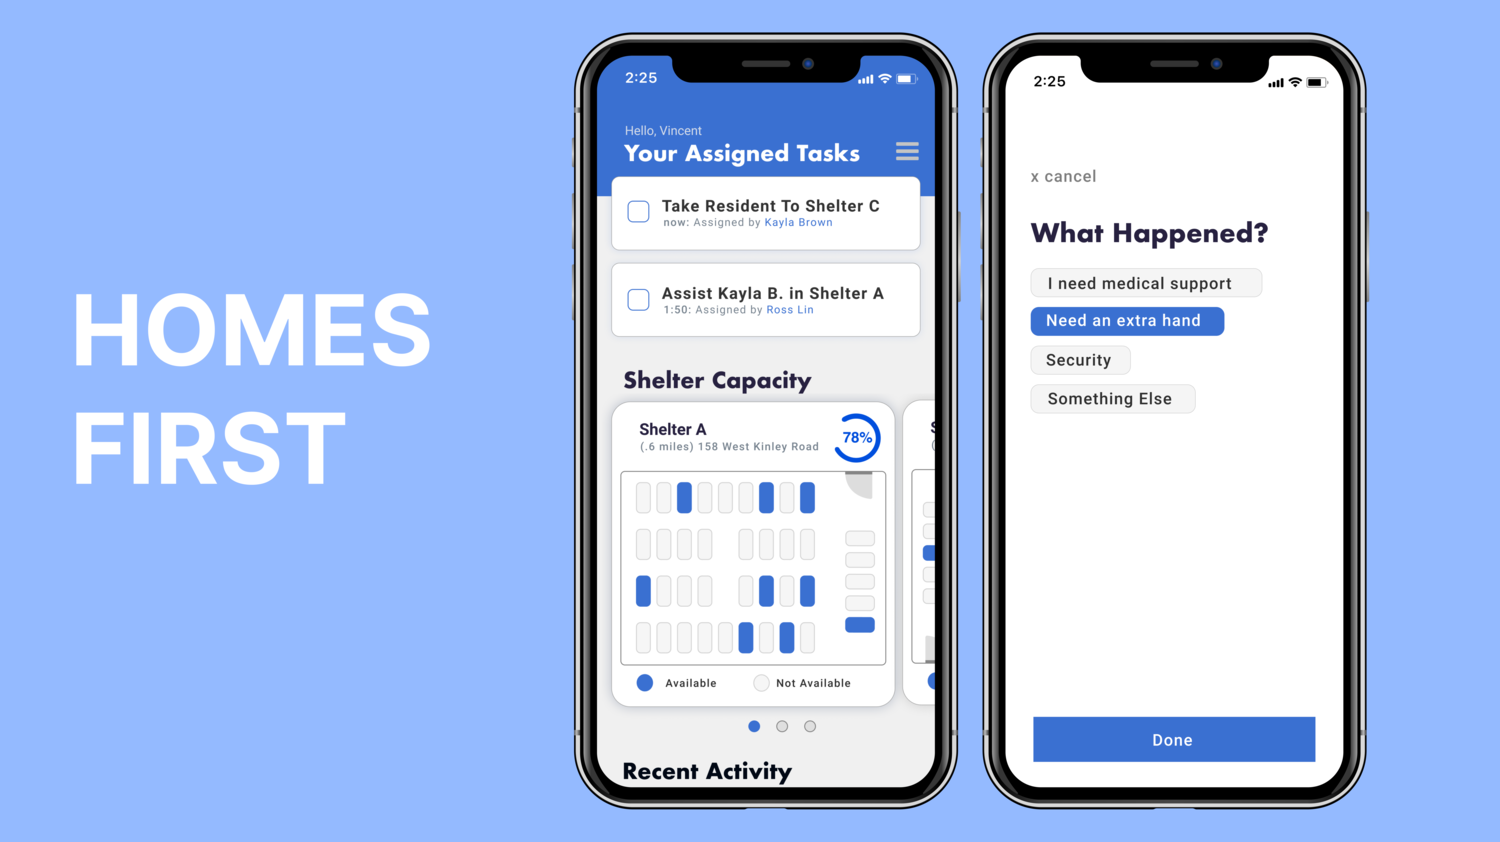 HOMES
FIRST
2:25
Hello, Vincent
Your Assigned Tasks
Take Resident To Shelter C
now: Assigned by Kayla Brown
Assist Kayla B. in Shelter A
1:50: Assigned by Ross Lin
Shelter Capacity
Shelter A
(.6 miles) 158 West Kinley Road
78%
Available
Not Available
Recent Activity
2:25
x cancel
What Happened?
I need medical support
Need an extra hand
Security
Something Else
Done